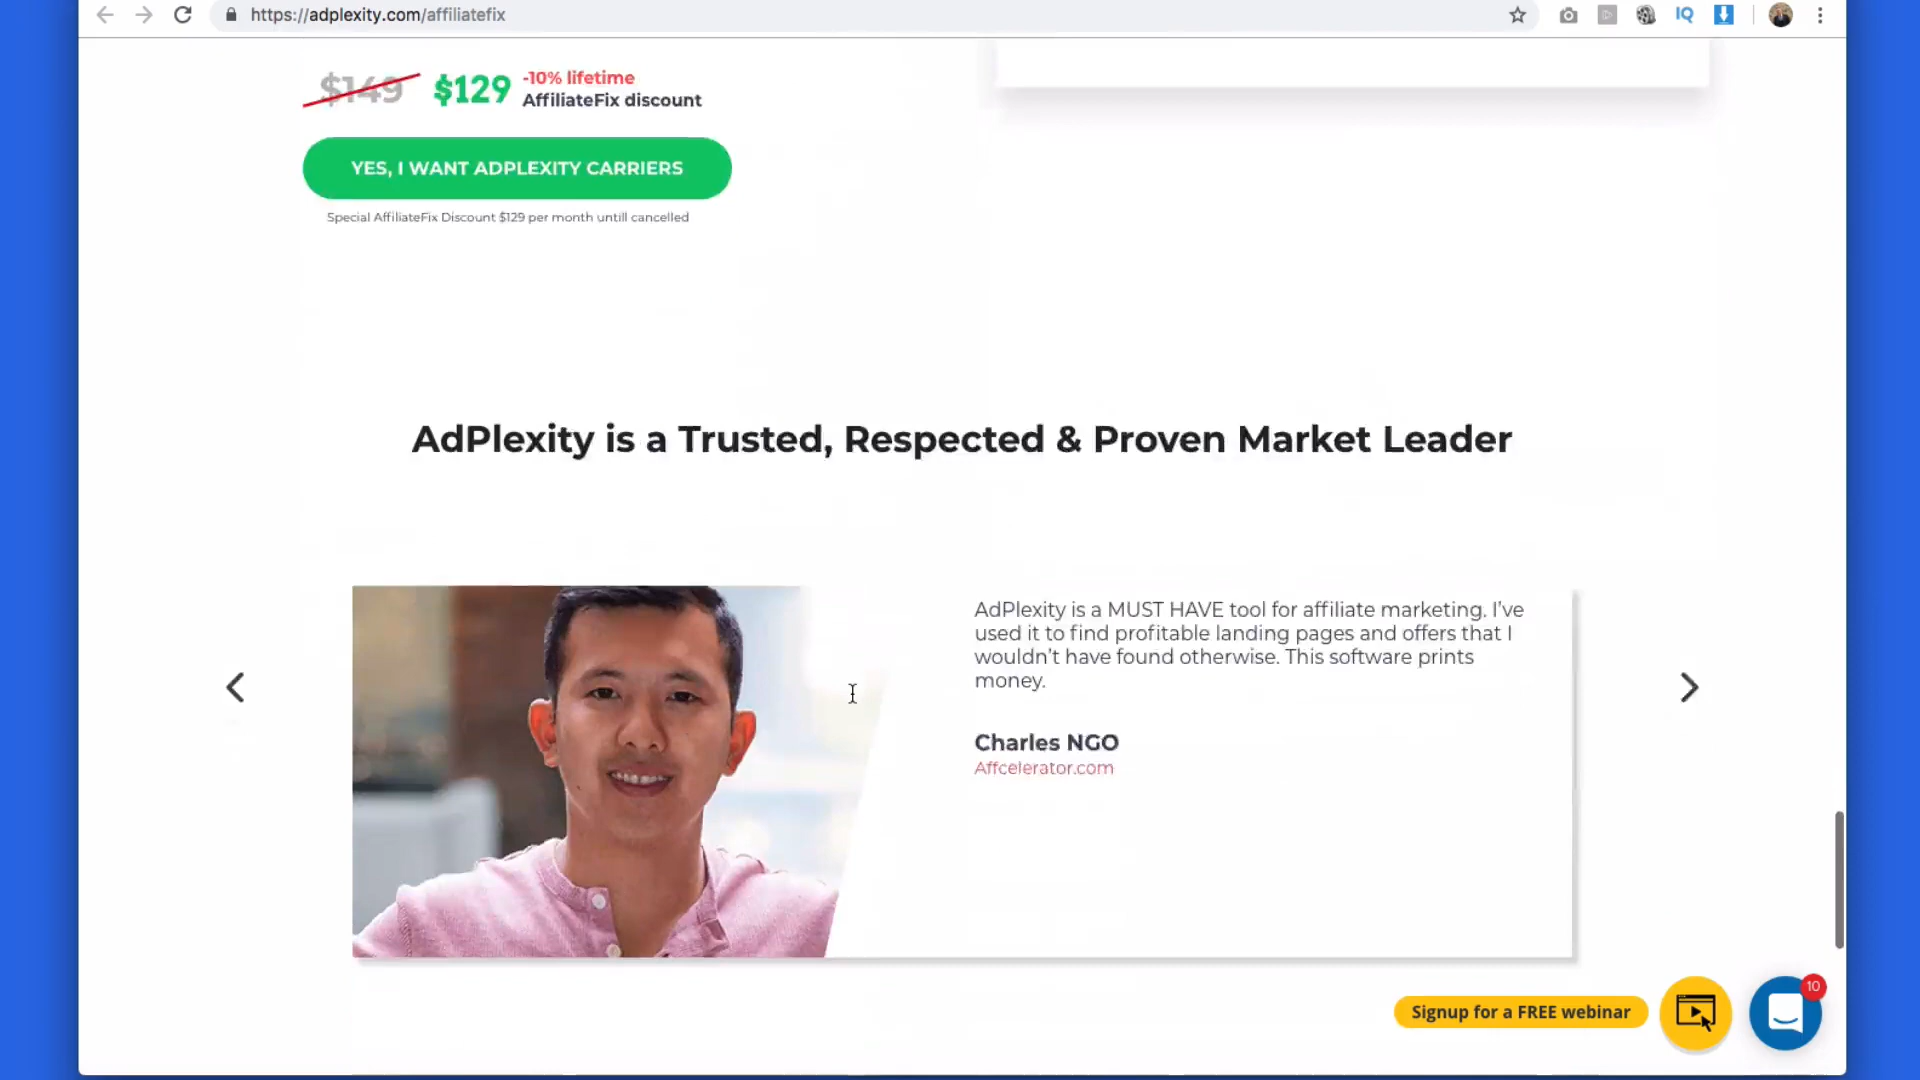 https://adplexity.com/affiliatefix
IQ
$149 $129 -10% lifetime
AffiliateFix discount
YES, I WANT ADPLEXITY CARRIERS
Special AffiliateFix Discount $129 per month untill cancelled
AdPlexity is a Trusted, Respected & Proven Market Leader
AdPlexity is a MUST HAVE tool for affiliate marketing. I've
used it to find profitable landing pages and offers that I
wouldn't have found otherwise. This software prints
money.
Charles NGO
Affcelerator.com
Signup for a FREE webinar
10